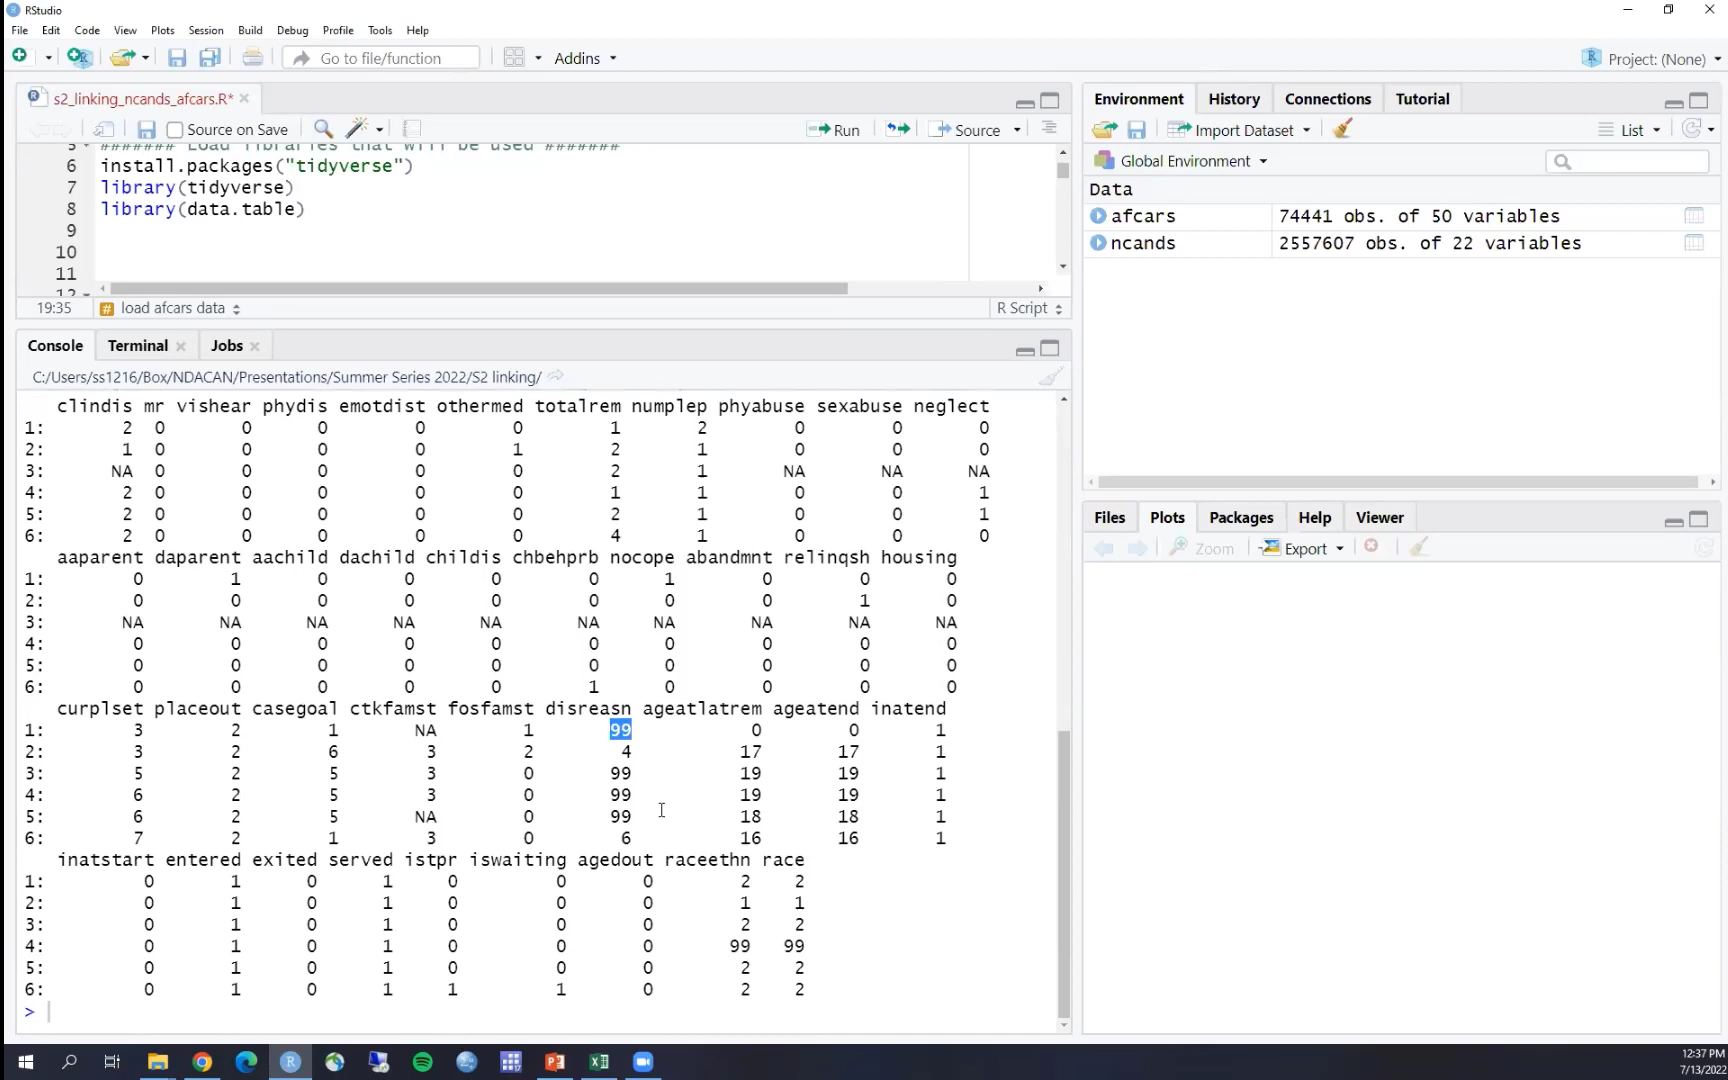 RStudio
File Edit Code View Plots Session Build Debug Profile Tools Help
Go to file/function Addins Project: (None)
s2_linking_ncands_afcars.R*
Source on Save Run Source
5 ####### Load libraries that will be used #######
6 install.packages("tidyverse")
7 library(tidyverse)
8 library(data.table)
9
10
11
12
19:35 load afcars data R Script
Console Terminal Jobs
C:/Users/ss1216/Box/NDACAN/Presentations/Summer Series 2022/S2 linking/
clindis mr vishear phydis emotdist othermed totalrem numplep phyabuse sexabuse neglect
1: 2 0 0 0 0 0 1 2 0 0 0
2: 1 0 0 0 0 1 2 1 0 0 0
3: NA 0 0 0 0 0 2 1 NA NA NA
4: 2 0 0 0 0 0 1 1 0 0 1
5: 2 0 0 0 0 0 2 1 0 0 1
6: 2 0 0 0 0 0 4 1 0 0 0
aaparent daparent aachild dachild childis chbehprb nocope abandmnt relinqsh housing
1: 0 1 0 0 0 0 1 0 0 0
2: 0 0 0 0 0 0 0 0 1 0
3: NA NA NA NA NA NA NA NA NA NA
4: 0 0 0 0 0 0 0 0 0 0
5: 0 0 0 0 0 0 0 0 0 0
6: 0 0 0 0 0 1 0 0 0 0
curplset placeout casegoal ctkfamst fosfamst disreasn ageatlatrem ageatend inatend
1: 3 2 1 NA 1 99 0 0 1
2: 3 2 6 3 2 4 17 17 1
3: 5 2 5 3 0 99 19 19 1
4: 6 2 5 3 0 99 19 19 1
5: 6 2 5 NA 0 99 18 18 1
6: 7 2 1 3 0 6 16 16 1
inatstart entered exited served istpr iswaiting agedout raceethn race
1: 0 1 0 1 0 0 0 2 2
2: 0 1 0 1 0 0 0 1 1
3: 0 1 0 1 0 0 0 2 2
4: 0 1 0 1 0 0 0 99 99
5: 0 1 0 1 0 0 0 2 2
6: 0 1 0 1 1 1 0 2 2
>
Environment History Connections Tutorial
Import Dataset List
Global Environment
Data
afcars 74441 obs. of 50 variables
ncands 2557607 obs. of 22 variables
Files Plots Packages Help Viewer
Zoom Export
12:37 PM
7/13/2022